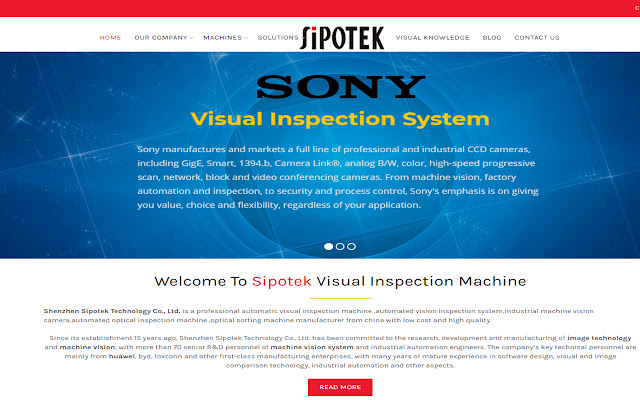 C
HOME OUR COMPANY MACHINES SOLUTIONS SIPOTEK VISUAL KNOWLEDGE BLOG CONTACT US
SONY
Visual Inspection System
Sony manufactures and markets a full line of professional and industrial CCD cameras,
including GigE, Smart, 1394.b, Camera Link®, analog B/W, color, high-speed progressive
scan, network, block and video conferencing cameras. From machine vision, factory
automation and inspection, to security and process control, Sony's emphasis is on giving
you value, choice and flexibility, regardless of your application.
Welcome To Sipotek Visual Inspection Machine
Shenzhen Sipotek Technology Co., Ltd. is a professional automatic visual inspection machine ,automated vision inspection system,industrial machine vision
camera,automated optical inspection machine ,optical sorting machine manufacturer from china with low cost and high quality.
Since its establishment 15 years ago, Shenzhen Sipotek Technology Co., Ltd. has been committed to the research, development and manufacturing of image technology
and machine vision, with more than 70 senior R&D personnel of machine vision system and industrial automation engineers. The company's key technical personnel are
mainly from huawei, byd, foxconn and other first-class manufacturing enterprises, with many years of mature experience in software design, visual and image
comparison technology, industrial automation and other aspects.
READ MORE